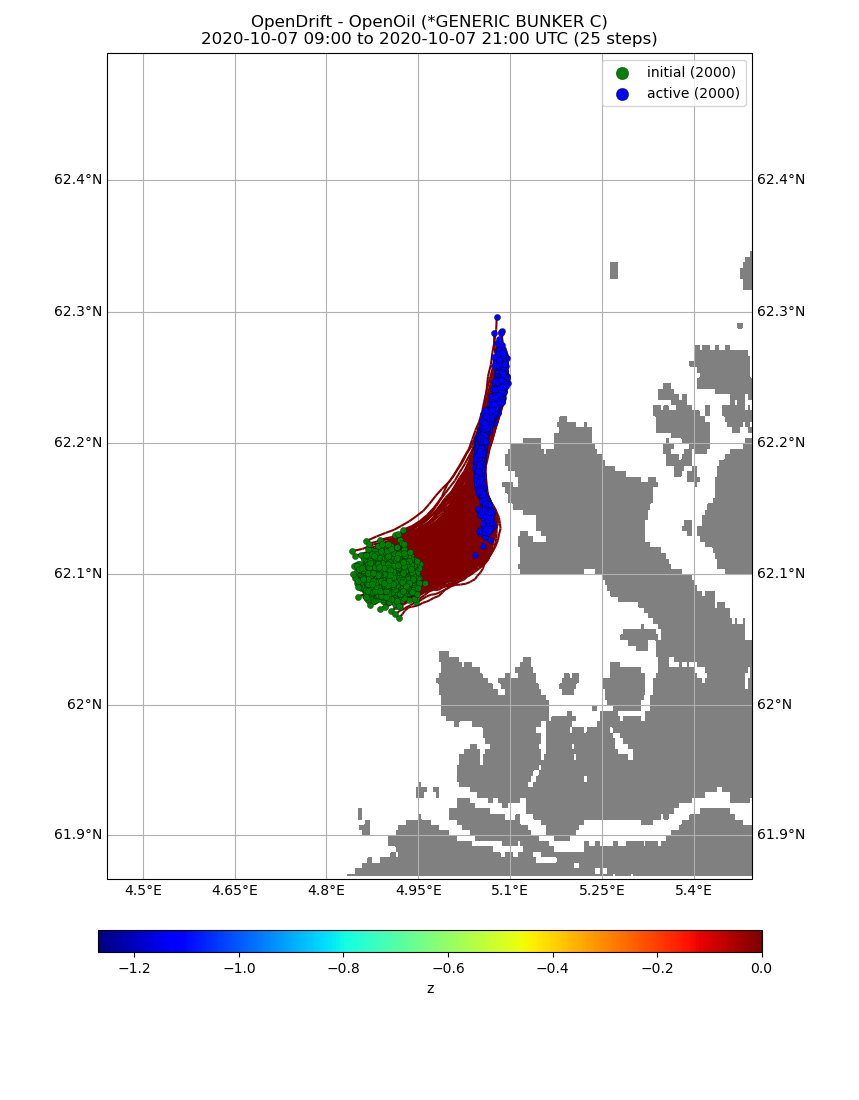 OpenDrift - OpenOil (*GENERIC BUNKER C)
2020-10-07 09:00 to 2020-10-07 21:00 UTC (25 steps)
initial (2000)
active (2000)
62.4°N 62.4°N
62.3°N 62.3°N
62.2°N 62.2°N
62.1°N 62.1°N
62°N 62°N
61.9°N 61.9°N
4.5°E 4.65°E 4.8°E 4.95°E 5.1°E 5.25°E 5.4°E
−1.2 −1.0 −0.8 −0.6 −0.4 −0.2 0.0
z